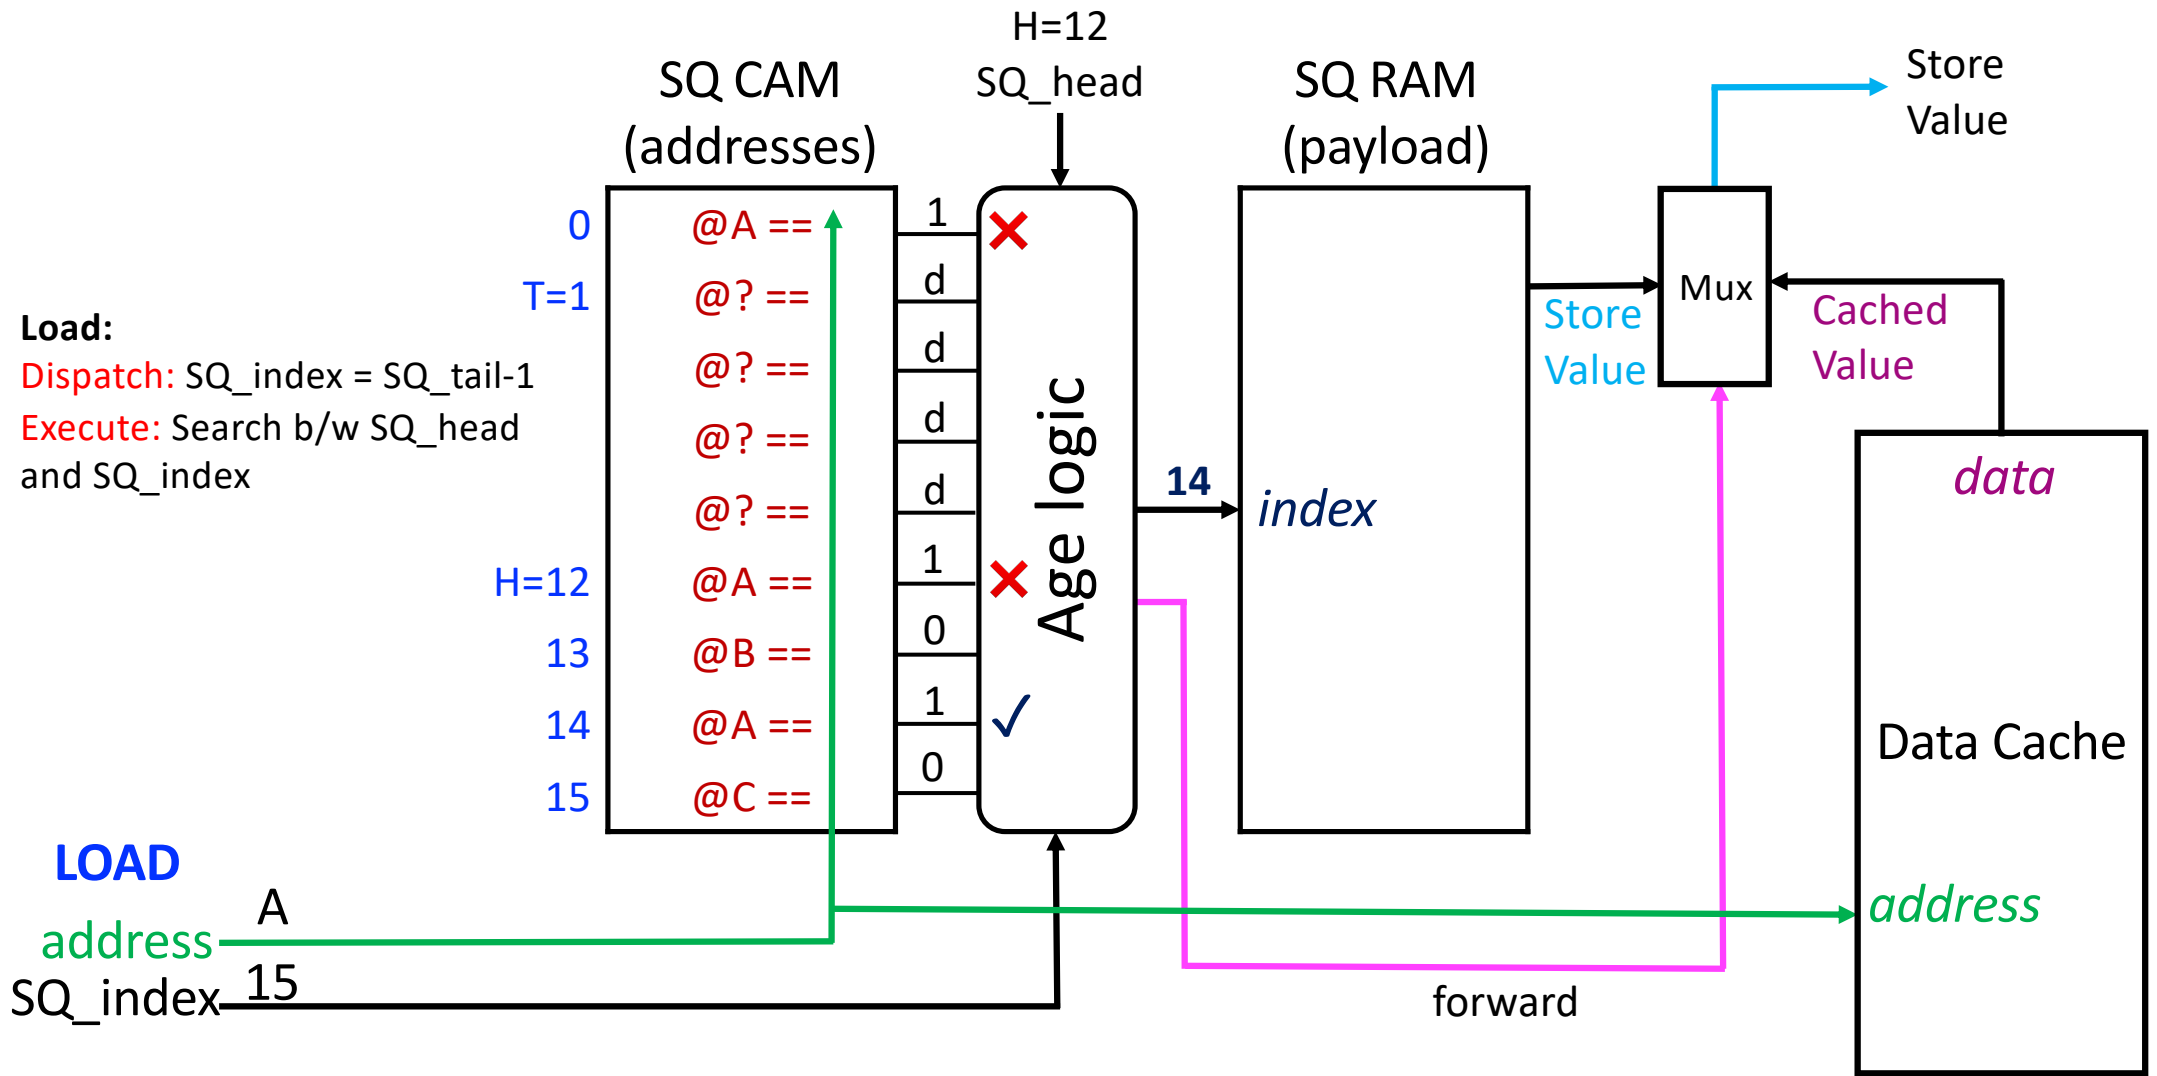 H=12
SQ_head
SQ CAM
(addresses)
SQ RAM
(payload)
Store
Value
0
@A ==
1
T=1
@? ==
d
@? ==
d
@? ==
d
@? ==
d
H=12
@A ==
1
13
@B ==
0
14
@A ==
1
15
@C ==
0
Load:
Dispatch: SQ_index = SQ_tail-1
Execute: Search b/w SQ_head
and SQ_index
Age logic
14
index
Store
Value
Mux
Cached
Value
data
Data Cache
address
LOAD
address
A
SQ_index
15
forward